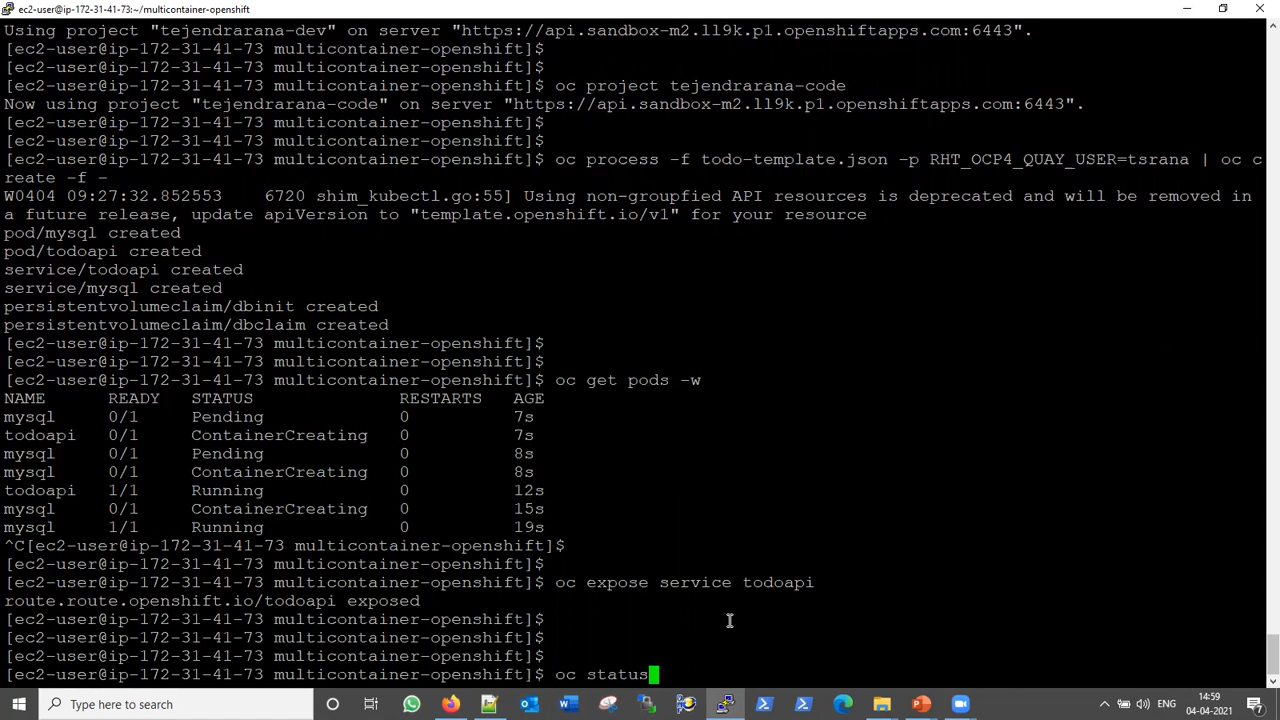 ec2-user@ip-172-31-41-73:~/multicontainer-openshift
Using project "tejendrarana-dev" on server "https://api.sandbox-m2.ll9k.p1.openshiftapps.com:6443".
[ec2-user@ip-172-31-41-73 multicontainer-openshift]$
[ec2-user@ip-172-31-41-73 multicontainer-openshift]$
[ec2-user@ip-172-31-41-73 multicontainer-openshift]$ oc project tejendrarana-code
Now using project "tejendrarana-code" on server "https://api.sandbox-m2.ll9k.p1.openshiftapps.com:6443".
[ec2-user@ip-172-31-41-73 multicontainer-openshift]$
[ec2-user@ip-172-31-41-73 multicontainer-openshift]$
[ec2-user@ip-172-31-41-73 multicontainer-openshift]$ oc process -f todo-template.json -p RHT_OCP4_QUAY_USER=tsrana | oc c
reate -f -
W0404 09:27:32.852553    6720 shim_kubectl.go:55] Using non-groupfied API resources is deprecated and will be removed in
a future release, update apiVersion to "template.openshift.io/v1" for your resource
pod/mysql created
pod/todoapi created
service/todoapi created
service/mysql created
persistentvolumeclaim/dbinit created
persistentvolumeclaim/dbclaim created
[ec2-user@ip-172-31-41-73 multicontainer-openshift]$
[ec2-user@ip-172-31-41-73 multicontainer-openshift]$
[ec2-user@ip-172-31-41-73 multicontainer-openshift]$ oc get pods -w
NAME      READY   STATUS              RESTARTS   AGE
mysql     0/1     Pending             0          7s
todoapi   0/1     ContainerCreating   0          7s
mysql     0/1     Pending             0          8s
mysql     0/1     ContainerCreating   0          8s
todoapi   1/1     Running             0          12s
mysql     0/1     ContainerCreating   0          15s
mysql     1/1     Running             0          19s
^C[ec2-user@ip-172-31-41-73 multicontainer-openshift]$
[ec2-user@ip-172-31-41-73 multicontainer-openshift]$
[ec2-user@ip-172-31-41-73 multicontainer-openshift]$ oc expose service todoapi
route.route.openshift.io/todoapi exposed
[ec2-user@ip-172-31-41-73 multicontainer-openshift]$
[ec2-user@ip-172-31-41-73 multicontainer-openshift]$
[ec2-user@ip-172-31-41-73 multicontainer-openshift]$
[ec2-user@ip-172-31-41-73 multicontainer-openshift]$ oc status
Type here to search
ENG
14:59
04-04-2021